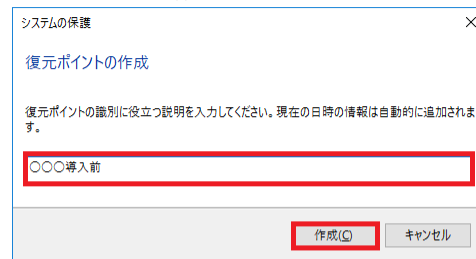 システムの保護
復元ポイントの作成
復元ポイントの識別に役立つ説明を入力してください。現在の日時の情報は自動的に追加されま
す。
○○○導入前
作成(C)
キャンセル